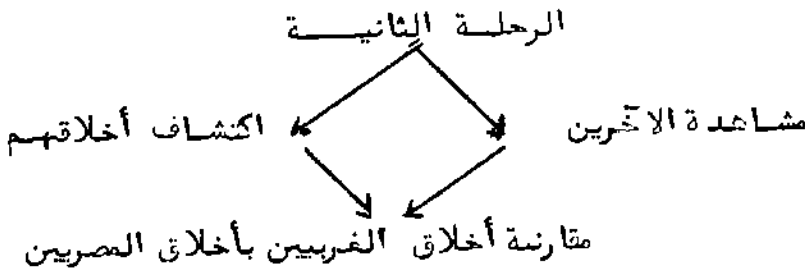 الرحلة الثانية
مشاهدة الآخرين
اكتشاف أخلاقهم
مقارنة أخلاق الغربيين بأخلاق المصريين